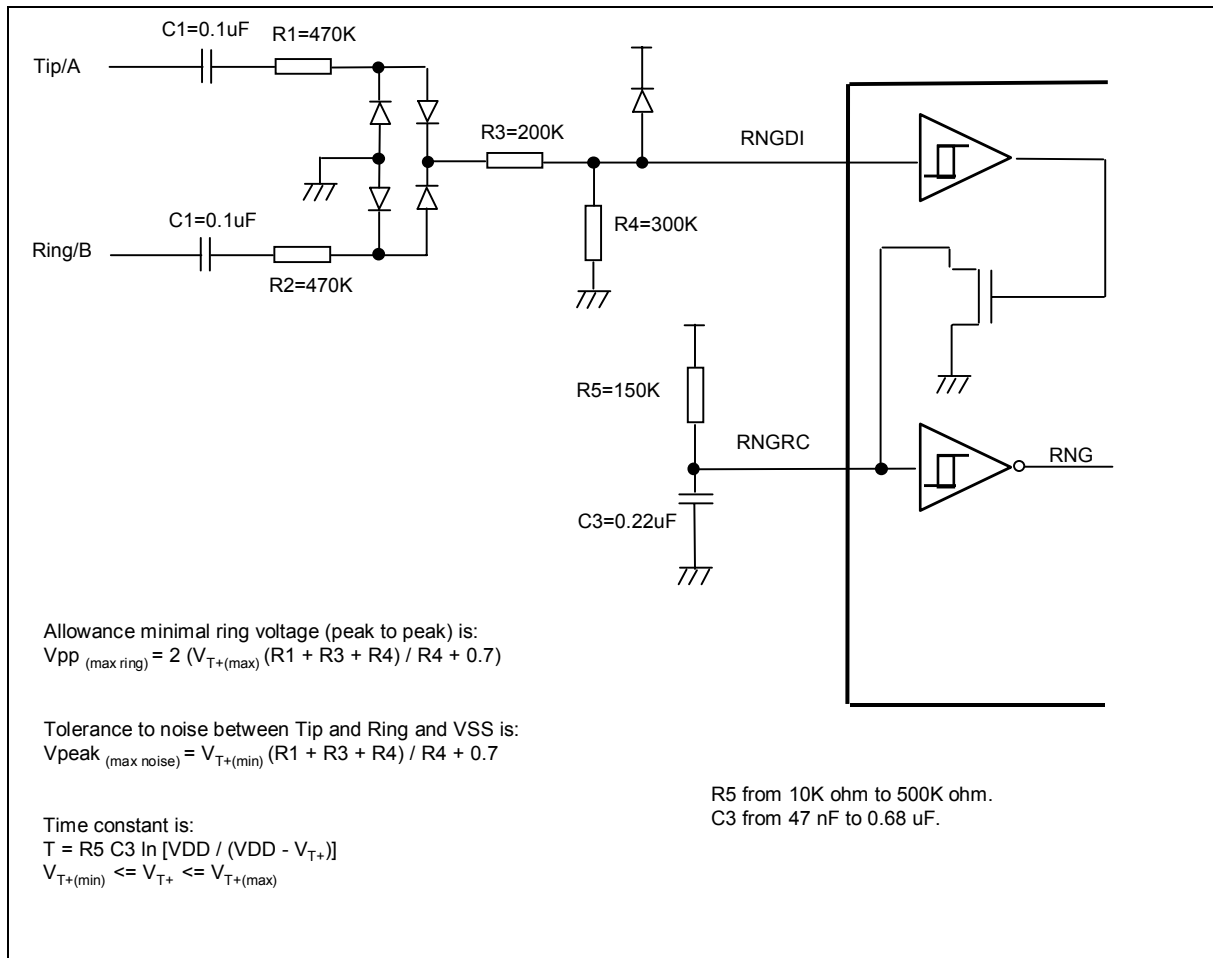 C1=0.1uF
R1=470K
Tip/A
R3=200K
RNGDI
C1=0.1uF
R4=300K
Ring/B
R2=470K
R5=150K
RNGRC
RNG
C3=0.22uF
Allowance minimal ring voltage (peak to peak) is:
Vpp (max ring) = 2 (VT+(max) (R1 + R3 + R4) / R4 + 0.7)
Tolerance to noise between Tip and Ring and VSS is:
Vpeak (max noise) = VT+(min) (R1 + R3 + R4) / R4 + 0.7
R5 from 10K ohm to 500K ohm.
C3 from 47 nF to 0.68 uF.
Time constant is:
T = R5 C3 ln [VDD / (VDD - VT+)]
VT+(min) <= VT+ <= VT+(max)